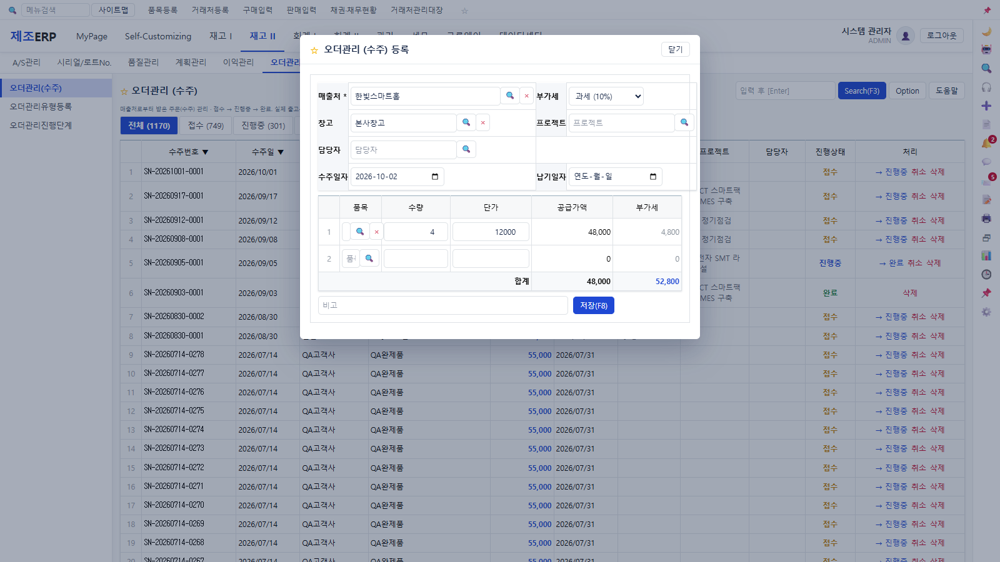 메뉴검색 사이트맵 품목등록 거래처등록 구매입력 판매입력 채권·채무현황 거래처관리대장
제조ERP MyPage Self-Customizing 재고 I 재고 II
시스템 관리자
ADMIN
로그아웃
A/S관리 시리얼/로트No. 품질관리 계획관리 이익관리 오더관리
오더관리(수주)
오더관리유형등록
오더관리진행단계
오더관리 (수주)
입력 후 [Enter] Search(F3) Option 도움말
매출처로부터 받은 주문(수주) 관리 · 접수 → 진행중 → 완료. 실제 출고
전체 (1170) 접수 (749) 진행중 (301)
오더관리 (수주) 등록 닫기
매출처 * 한빛스마트홈 × 부가세 과세 (10%)
창고 본사창고 × 프로젝트 프로젝트
담당자 담당자
수주일자 2026-10-02 납기일자 연도-월-일
품목 수량 단가 공급가액 부가세
1 × 4 12000 48,000 4,800
2 0 0
합계 48,000 52,800
비고 저장(F8)
수주번호 ▼ 수주일 ▼ 프로젝트 담당자 진행상태 처리
1 SN-20261001-0001 2026/10/01 접수 → 진행중 취소 삭제
2 SN-20260917-0001 2026/09/17 CT 스마트팩 MES 구축 접수 → 진행중 취소 삭제
3 SN-20260912-0001 2026/09/12 정기점검 접수 → 진행중 취소 삭제
4 SN-20260908-0001 2026/09/08 정기점검 접수 → 진행중 취소 삭제
5 SN-20260905-0001 2026/09/05 전자 SMT 라 설 진행중 → 완료 취소 삭제
6 SN-20260903-0001 2026/09/03 CT 스마트팩 MES 구축 완료 삭제
7 SN-20260830-0002 2026/08/30 접수 → 진행중 취소 삭제
8 SN-20260830-0001 2026/08/30 접수 → 진행중 취소 삭제
9 SN-20260714-0278 2026/07/14 QA고객사 QA완제품 55,000 2026/07/31 접수 → 진행중 취소 삭제
10 SN-20260714-0277 2026/07/14 QA고객사 QA완제품 55,000 2026/07/31 접수 → 진행중 취소 삭제
11 SN-20260714-0276 2026/07/14 QA고객사 QA완제품 55,000 2026/07/31 접수 → 진행중 취소 삭제
12 SN-20260714-0275 2026/07/14 QA고객사 QA완제품 55,000 2026/07/31 접수 → 진행중 취소 삭제
13 SN-20260714-0274 2026/07/14 QA고객사 QA완제품 55,000 2026/07/31 접수 → 진행중 취소 삭제
14 SN-20260714-0273 2026/07/14 QA고객사 QA완제품 55,000 2026/07/31 접수 → 진행중 취소 삭제
15 SN-20260714-0272 2026/07/14 QA고객사 QA완제품 55,000 2026/07/31 접수 → 진행중 취소 삭제
16 SN-20260714-0271 2026/07/14 QA고객사 QA완제품 55,000 2026/07/31 접수 → 진행중 취소 삭제
17 SN-20260714-0270 2026/07/14 QA고객사 QA완제품 55,000 2026/07/31 접수 → 진행중 취소 삭제
18 SN-20260714-0269 2026/07/14 QA고객사 QA완제품 55,000 2026/07/31 접수 → 진행중 취소 삭제
19 SN-20260714-0268 2026/07/14 QA고객사 QA완제품 55,000 2026/07/31 접수 → 진행중 취소 삭제
20 SN-20260714-0267 2026/07/14 QA고객사 QA완제품 55,000 2026/07/31 접수 → 진행중 취소 삭제
2
5